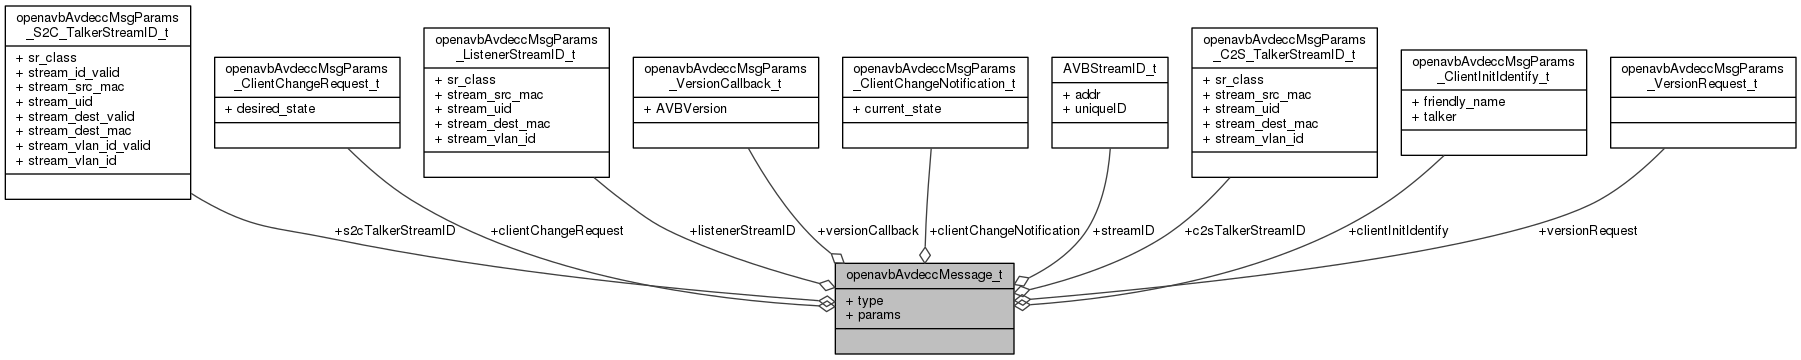 openavbAvdeccMsgParams
_S2C_TalkerStreamID_t
+ sr_class
+ stream_id_valid
+ stream_src_mac
+ stream_uid
+ stream_dest_valid
+ stream_dest_mac
+ stream_vlan_id_valid
+ stream_vlan_id
openavbAvdeccMsgParams
_ClientChangeRequest_t
+ desired_state
openavbAvdeccMsgParams
_ListenerStreamID_t
+ sr_class
+ stream_src_mac
+ stream_uid
+ stream_dest_mac
+ stream_vlan_id
openavbAvdeccMsgParams
_VersionCallback_t
+ AVBVersion
openavbAvdeccMsgParams
_ClientChangeNotification_t
+ current_state
AVBStreamID_t
+ addr
+ uniqueID
openavbAvdeccMsgParams
_C2S_TalkerStreamID_t
+ sr_class
+ stream_src_mac
+ stream_uid
+ stream_dest_mac
+ stream_vlan_id
openavbAvdeccMsgParams
_ClientInitIdentify_t
+ friendly_name
+ talker
openavbAvdeccMsgParams
_VersionRequest_t
+s2cTalkerStreamID
+clientChangeRequest
+listenerStreamID
+versionCallback
+clientChangeNotification
+streamID
+c2sTalkerStreamID
+clientInitIdentify
+versionRequest
openavbAvdeccMessage_t
+ type
+ params